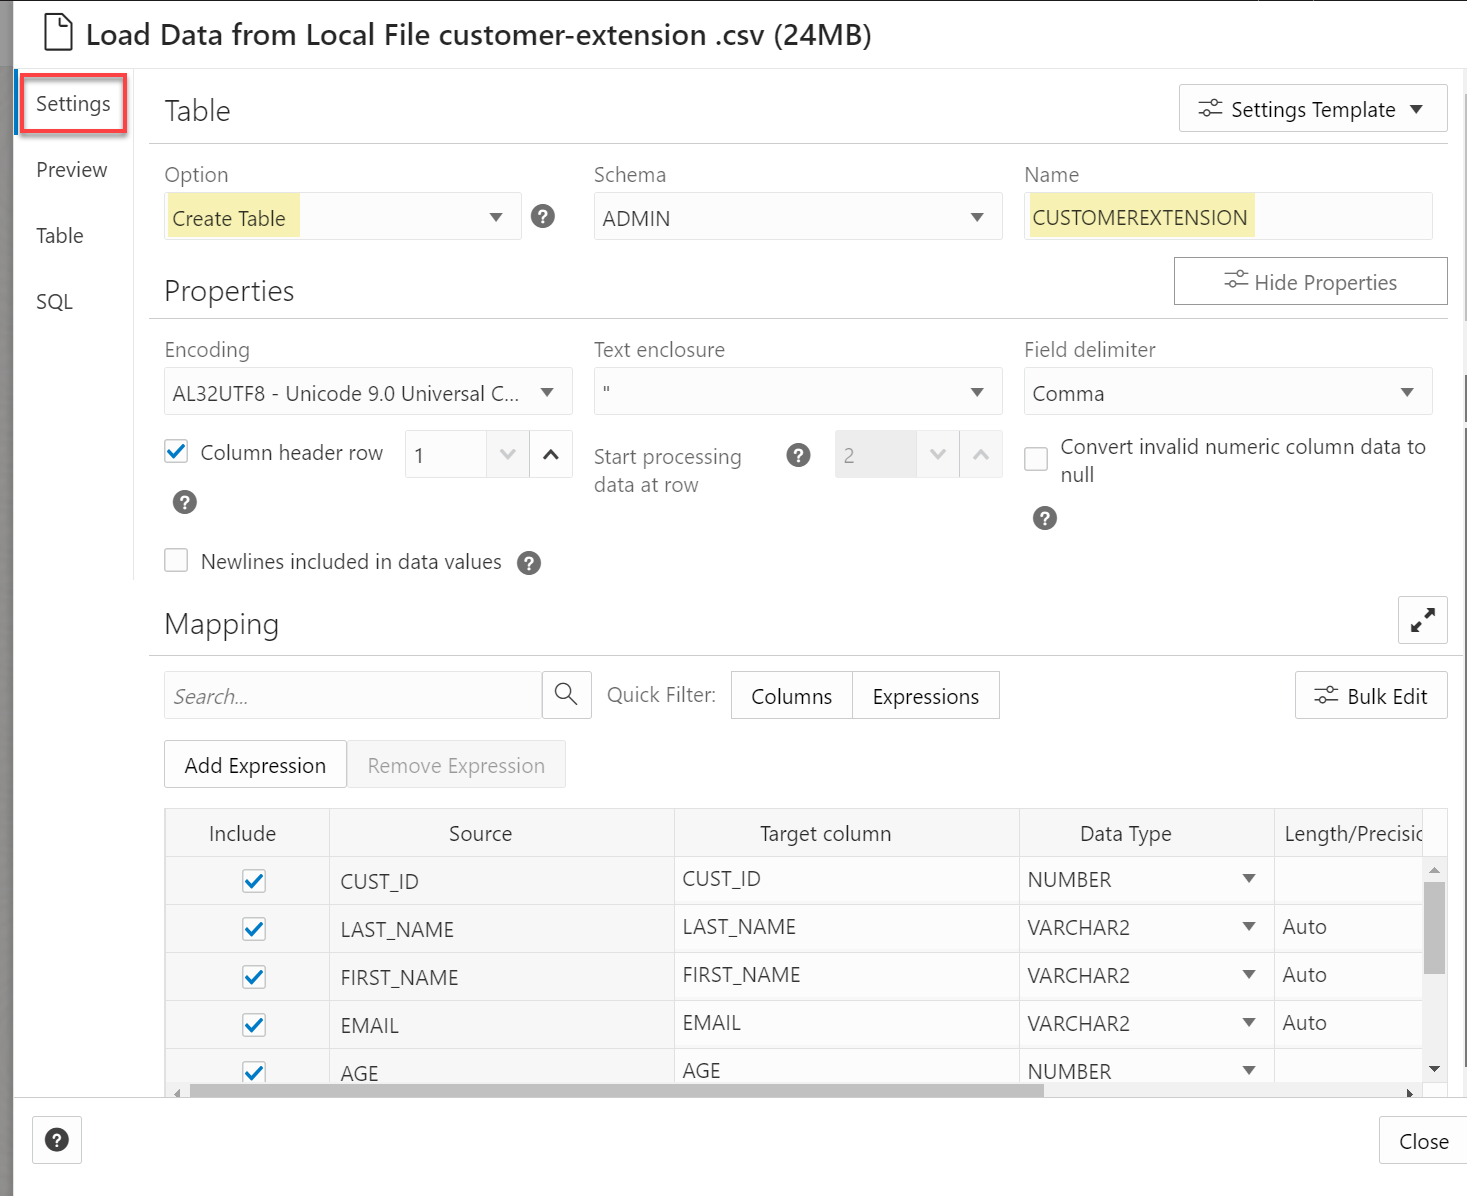 Load Data from Local File customer-extension .csv (24MB)
Settings
Preview
Table
SQL
Table
Settings Template
Option
Schema
Name
Create Table
ADMIN
CUSTOMEREXTENSION
Properties
Hide Properties
Encoding
Text enclosure
Field delimiter
AL32UTF8 - Unicode 9.0 Universal C...
"
Comma
Column header row
1
Start processing
data at row
2
Convert invalid numeric column data to
null
Newlines included in data values
Mapping
Search...
Quick Filter:
Columns
Expressions
Bulk Edit
Add Expression
Remove Expression
Include Source Target column Data Type Length/Precisic
CUST_ID CUST_ID NUMBER
LAST_NAME LAST_NAME VARCHAR2 Auto
FIRST_NAME FIRST_NAME VARCHAR2 Auto
EMAIL EMAIL VARCHAR2 Auto
AGE AGE NUMBER
Close